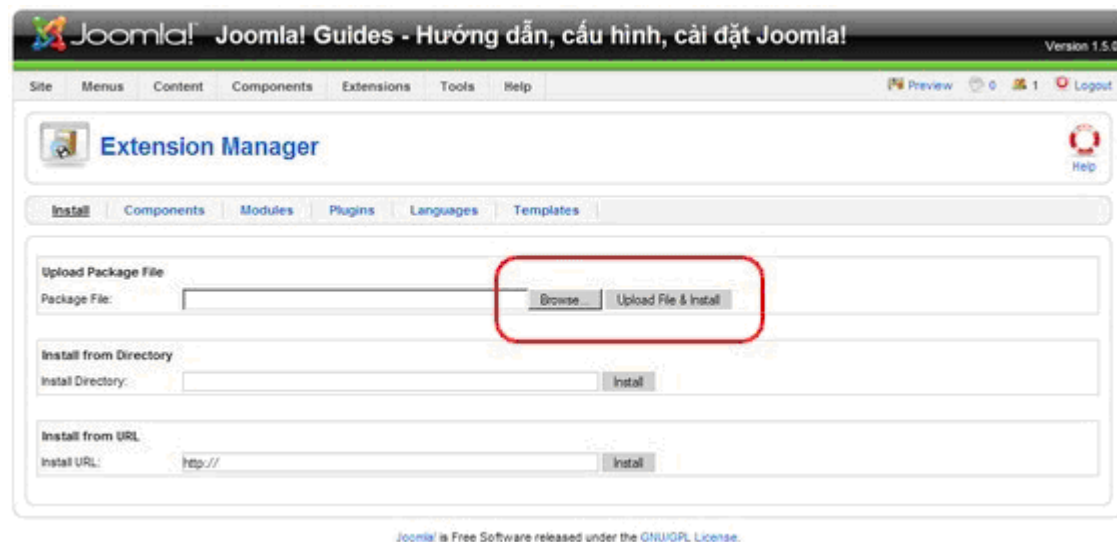 Joomla! Joomla! Guides - Hướng dẫn, cấu hình, cài đặt Joomla!
Version 1.5.0
Site Menus Content Components Extensions Tools Help Preview 0 1 Logout
Extension Manager
Help
Install Components Modules Plugins Languages Templates
Upload Package File
Package File: Browse... Upload File & Install
Install from Directory
Install Directory: Install
Install from URL
Install URL: http:// Install
Joomla! is Free Software released under the GNU/GPL License.